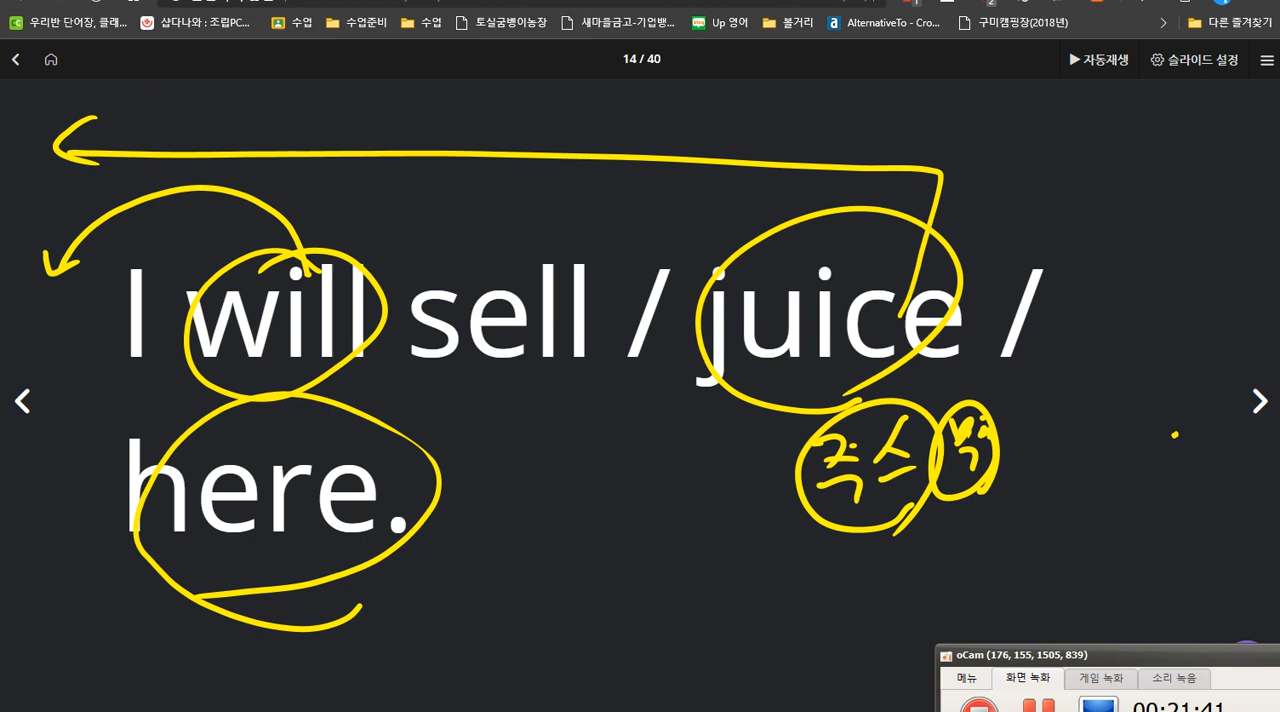 우리반 단어장, 클래... 샵다나와 : 조립PC... 수업 수업준비 수업 토실굼뱅이농장 새마을금고-기업뱅... Up 영어 볼거리 AlternativeTo - Cro... 구미캠핑장(2018년) 다른 즐겨찾기
14 / 40 자동재생 슬라이드 설정
I will sell / juice /
here.
oCam (176, 155, 1505, 839)
메뉴 화면 녹화 게임 녹화 소리 녹음
00:21:41